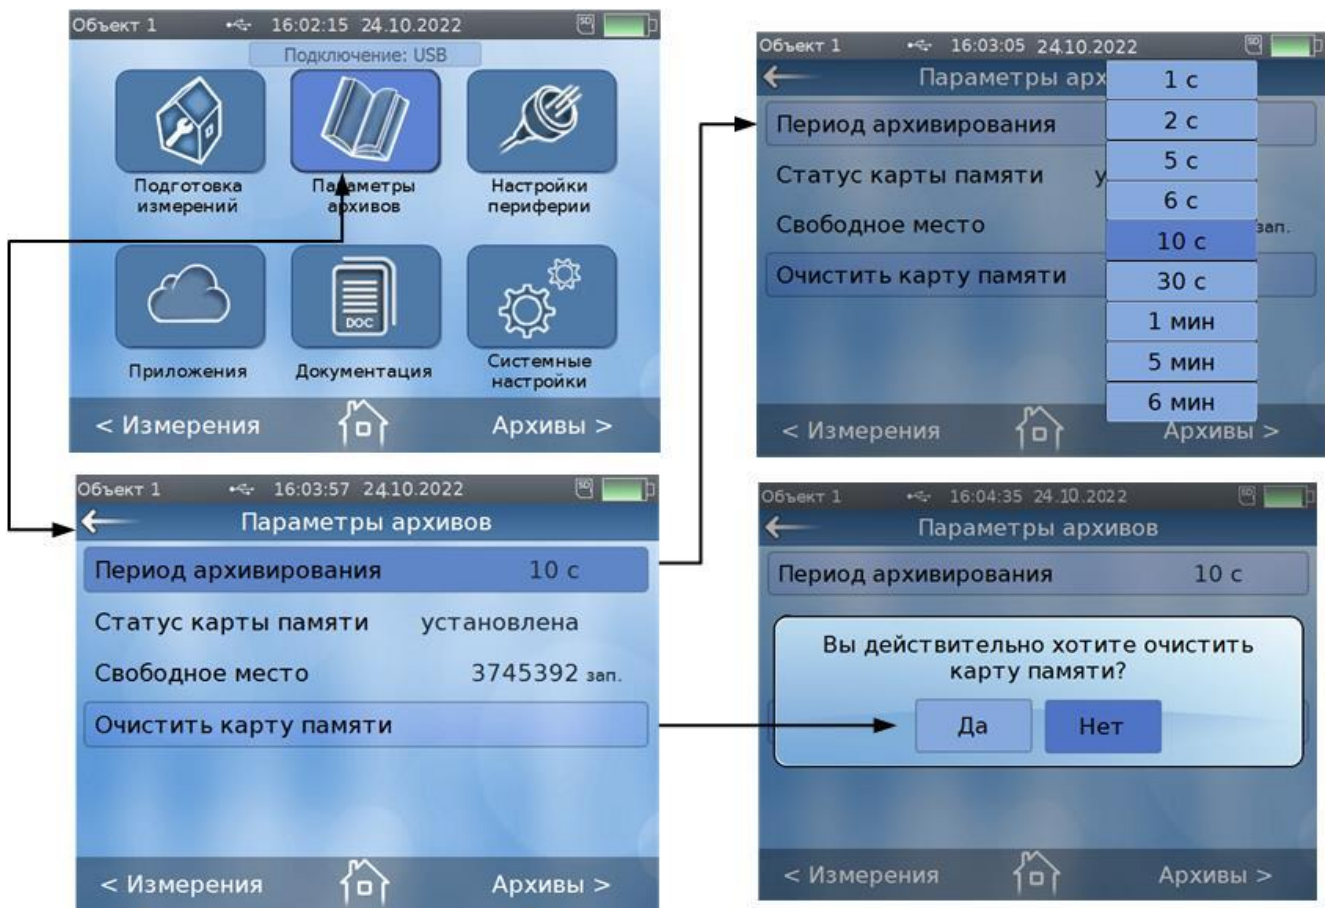 Объект 1 16:02:15 24.10.2022 SD
Подключение: USB
Подготовка измерений
Параметры архивов
Настройки периферии
DOC
Приложения
Документация
Системные настройки
< Измерения Архивы >
Объект 1 16:03:05 24.10.2022 SD
Параметры арх
Период архивирования
Статус карты памяти у
Свободное место зап.
Очистить карту памяти
1 с
2 с
5 с
6 с
10 с
30 с
1 мин
5 мин
6 мин
< Измерения Архивы >
Объект 1 16:03:57 24.10.2022 SD
Параметры архивов
Период архивирования 10 с
Статус карты памяти установлена
Свободное место 3745392 зап.
Очистить карту памяти
< Измерения Архивы >
Объект 1 16:04:35 24.10.2022 SD
Параметры архивов
Период архивирования 10 с
Вы действительно хотите очистить
карту памяти?
Да Нет
< Измерения Архивы >